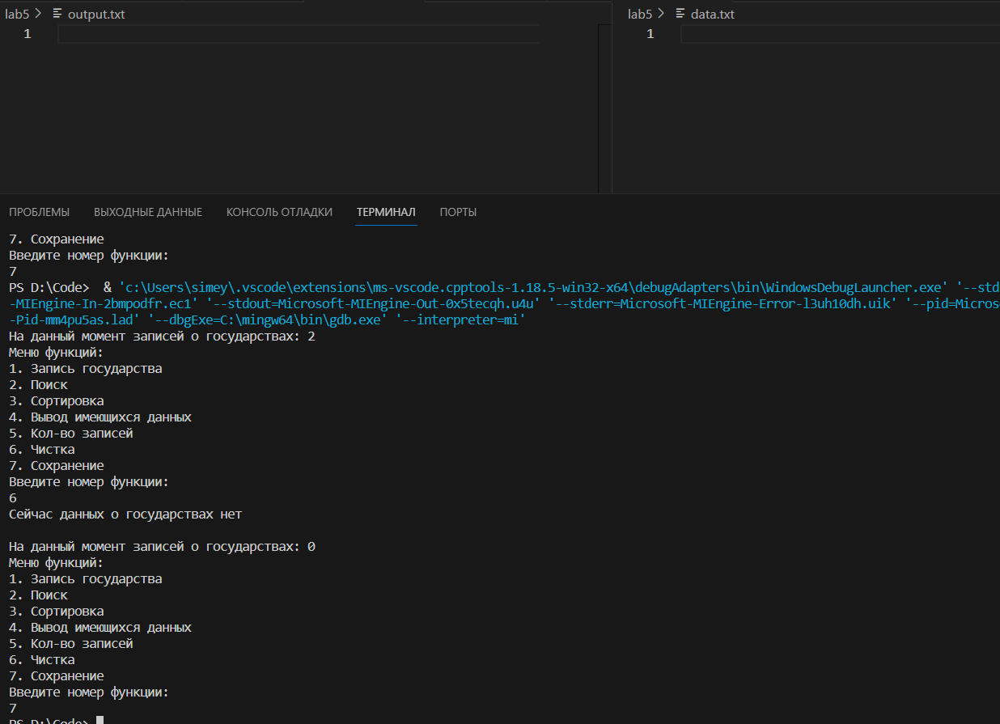 lab5 > output.txt
1
lab5 > data.txt
1
ПРОБЛЕМЫ ВЫХОДНЫЕ ДАННЫЕ КОНСОЛЬ ОТЛАДКИ ТЕРМИНАЛ ПОРТЫ
7. Сохранение
Введите номер функции:
7
PS D:\Code>  & 'c:\Users\simey\.vscode\extensions\ms-vscode.cpptools-1.18.5-win32-x64\debugAdapters\bin\WindowsDebugLauncher.exe' '--std
-MIEngine-In-2bmpodfr.ec1' '--stdout=Microsoft-MIEngine-Out-0x5tecqh.u4u' '--stderr=Microsoft-MIEngine-Error-l3uh10dh.uik' '--pid=Micros
-Pid-mm4pu5as.lad' '--dbgExe=C:\mingw64\bin\gdb.exe' '--interpreter=mi'
На данный момент записей о государствах: 2
Меню функций:
1. Запись государства
2. Поиск
3. Сортировка
4. Вывод имеющихся данных
5. Кол-во записей
6. Чистка
7. Сохранение
Введите номер функции:
6
Сейчас данных о государствах нет
На данный момент записей о государствах: 0
Меню функций:
1. Запись государства
2. Поиск
3. Сортировка
4. Вывод имеющихся данных
5. Кол-во записей
6. Чистка
7. Сохранение
Введите номер функции:
7
PS D:\Code>